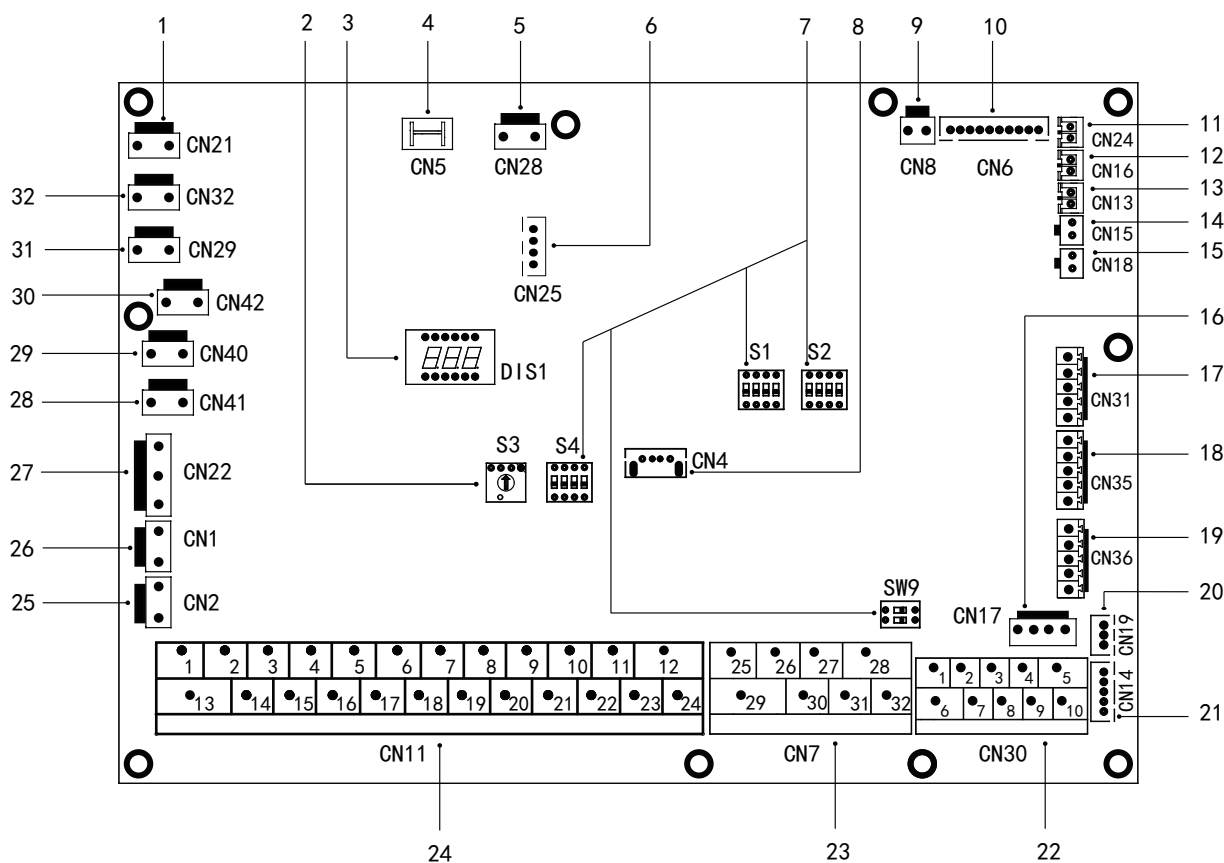 1 2 3 4 5 6 7 8 9 10
CN21 CN5 CN28 CN8 CN6 CN24 11
CN16 12
32 CN32 CN13 13
31 CN29 CN15 14
CN25 CN18 15
30 CN42 16
29 CN40 DIS1 S1 S2 CN31 17
28 CN41
27 CN22 S3 S4 CN4 CN35 18
26 CN1 CN36 19
25 CN2 SW9 CN17 CN19 20
1 2 3 4 5 6 7 8 9 10 11 12 25 26 27 28 1 2 3 4 5 CN14
13 14 15 16 17 18 19 20 21 22 23 24 29 30 31 32 6 7 8 9 10 21
CN11 CN7 CN30
24 23 22